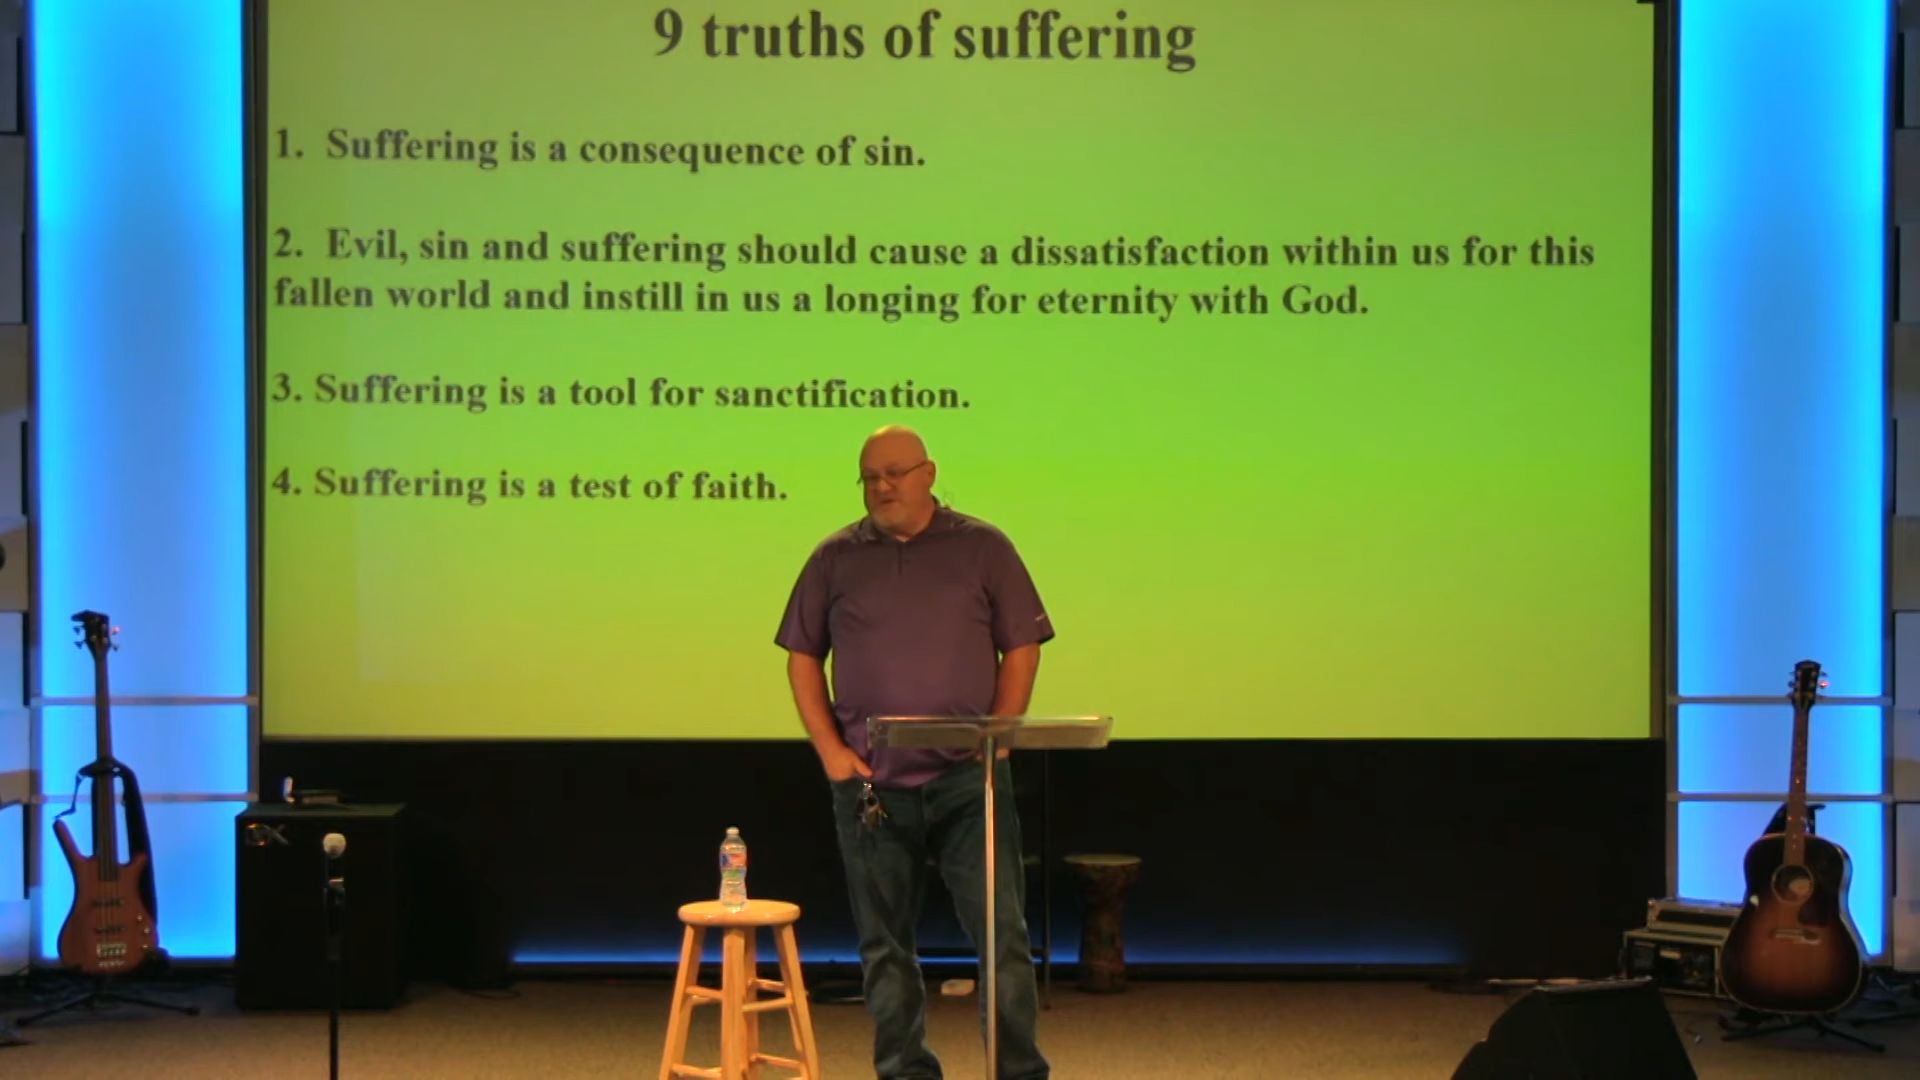 9 truths of suffering
1. Suffering is a consequence of sin.
2. Evil, sin and suffering should cause a dissatisfaction within us for this
fallen world and instill in us a longing for eternity with God.
3. Suffering is a tool for sanctification.
4. Suffering is a test of faith.